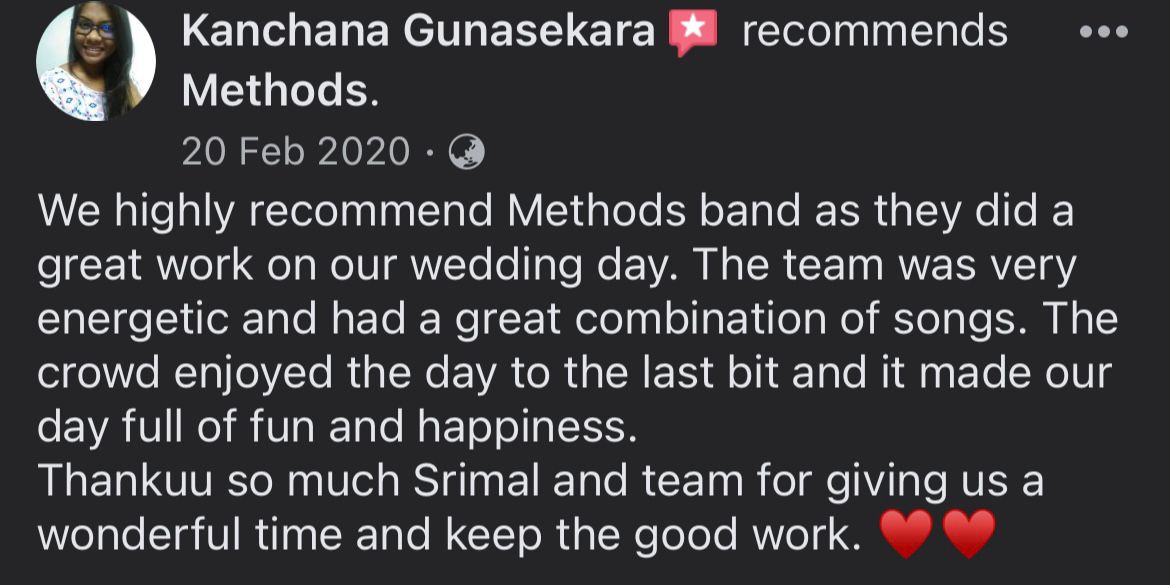 Kanchana Gunasekara recommends
Methods.
20 Feb 2020 ·
We highly recommend Methods band as they did a
great work on our wedding day. The team was very
energetic and had a great combination of songs. The
crowd enjoyed the day to the last bit and it made our
day full of fun and happiness.
Thankuu so much Srimal and team for giving us a
wonderful time and keep the good work. ♥️♥️